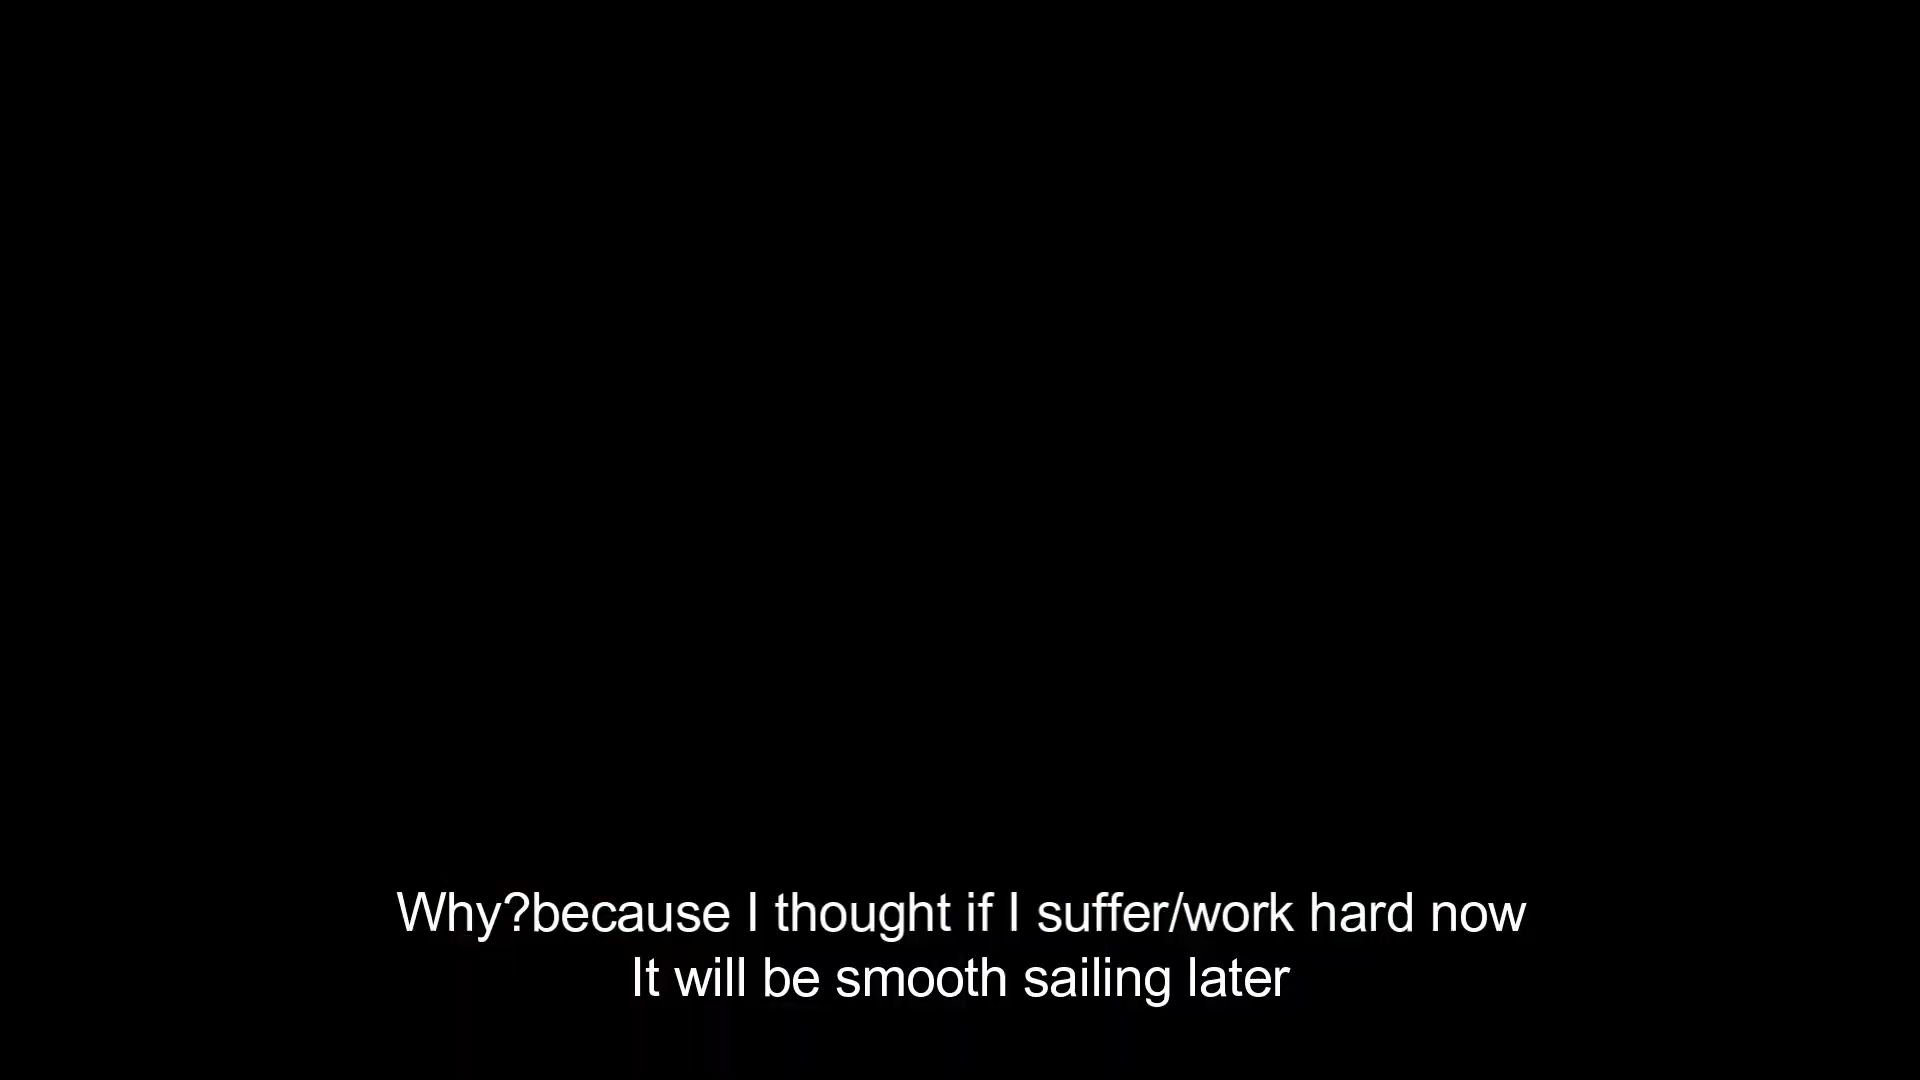 Why?because I thought if I suffer/work hard now
It will be smooth sailing later